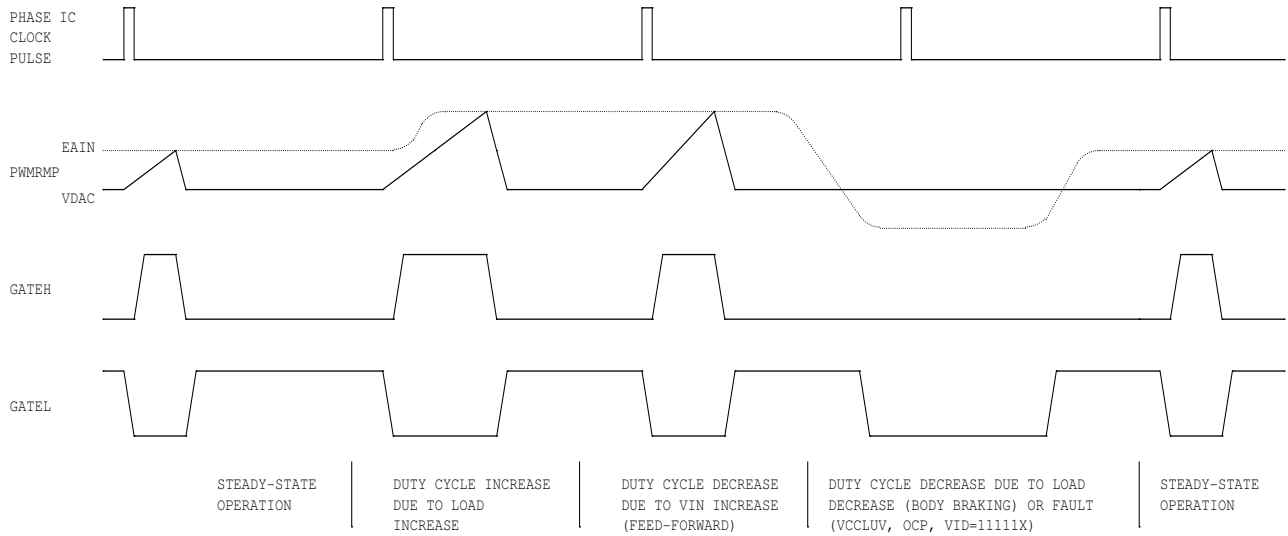 PHASE IC
CLOCK
PULSE
EAIN
PWMRMP
VDAC
GATEH
GATEL
STEADY-STATE
OPERATION
DUTY CYCLE INCREASE
DUE TO LOAD
INCREASE
DUTY CYCLE DECREASE
DUE TO VIN INCREASE
(FEED-FORWARD)
DUTY CYCLE DECREASE DUE TO LOAD
DECREASE (BODY BRAKING) OR FAULT
(VCCLUV, OCP, VID=11111X)
STEADY-STATE
OPERATION